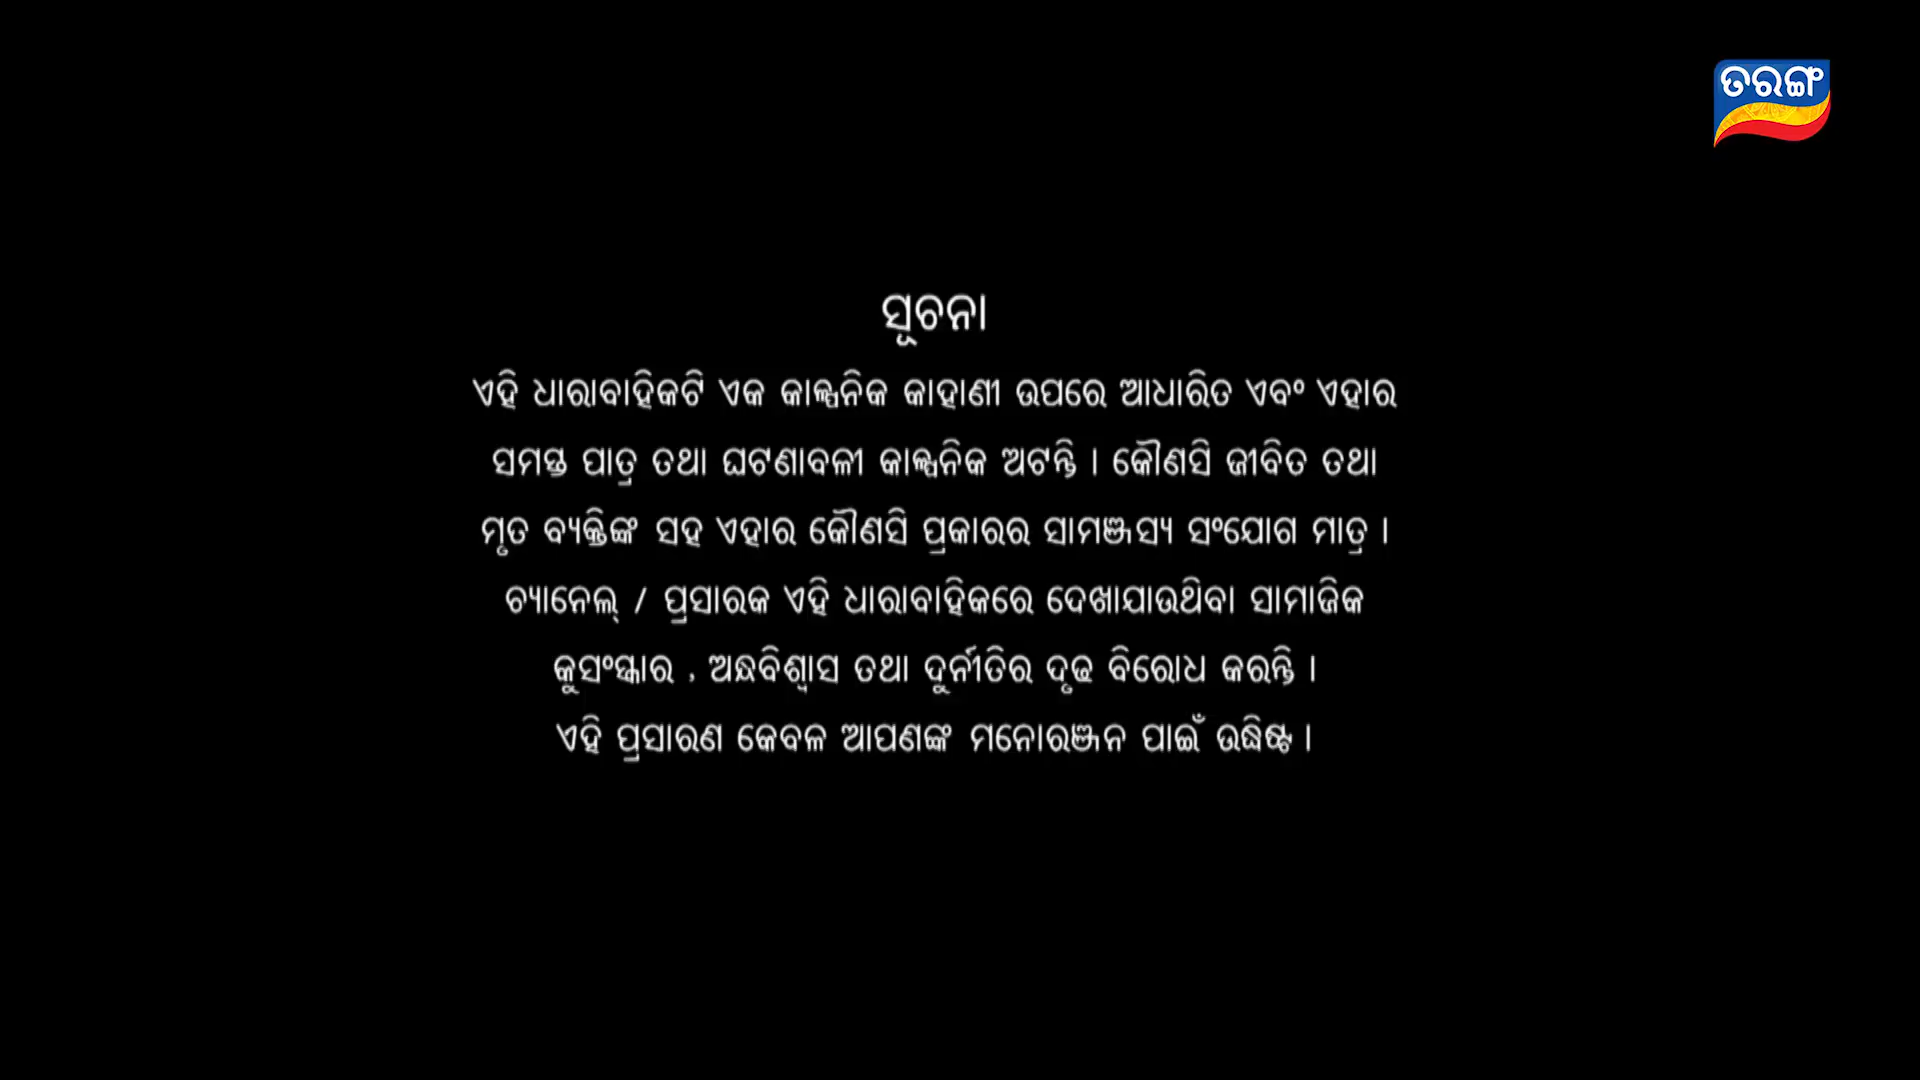 ତରଙ୍ଗ
ସୂଚନା
ଏହି ଧାରାବାହିକଟି ଏକ କାଳ୍ପନିକ କାହାଣୀ ଉପରେ ଆଧାରିତ ଏବଂ ଏହାର
ସମସ୍ତ ପାତ୍ର ତଥା ଘଟଣାବଳୀ କାଳ୍ପନିକ ଅଟନ୍ତି । କୌଣସି ଜୀବିତ ତଥା
ମୃତ ବ୍ୟକ୍ତିଙ୍କ ସହ ଏହାର କୌଣସି ପ୍ରକାରର ସାମଞ୍ଜସ୍ୟ ସଂଯୋଗ ମାତ୍ର ।
ଚ୍ୟାନେଲ୍ / ପ୍ରସାରକ ଏହି ଧାରାବାହିକରେ ଦେଖାଯାଉଥିବା ସାମାଜିକ
କୁସଂସ୍କାର , ଅନ୍ଧବିଶ୍ୱାସ ତଥା ଦୁର୍ନୀତିର ଦୃଢ ବିରୋଧ କରନ୍ତି ।
ଏହି ପ୍ରସାରଣ କେବଳ ଆପଣଙ୍କ ମନୋରଞ୍ଜନ ପାଇଁ ଉଦ୍ଧିଷ୍ଟ ।